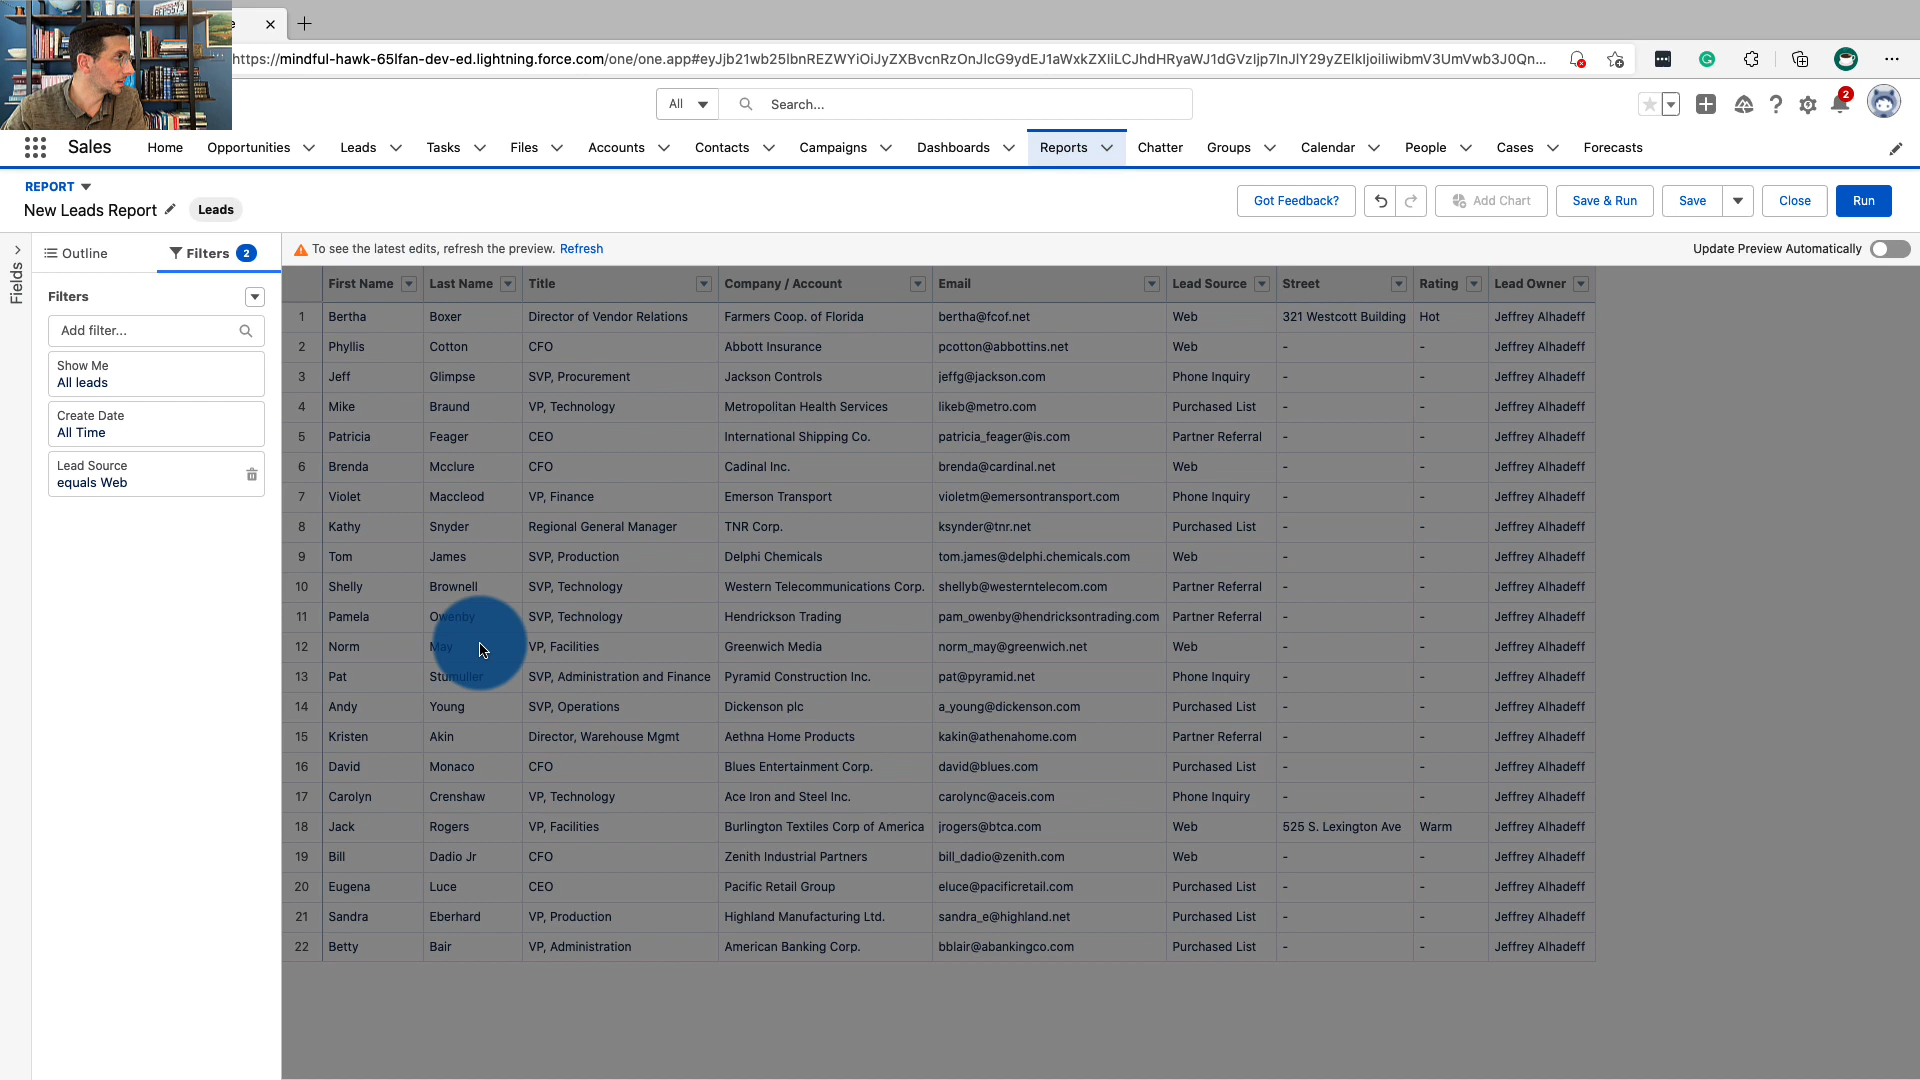 https://mindful-hawk-65lfan-dev-ed.lightning.force.com/one/one.app#eyJjb21wb25lbnREZWYiOiJyZXBvcnRzOnJlcG9ydEJ1aWxkZXIiLCJhdHRyaWJ1dGVzIjp7InJlY29yZElkIjoiIiwibmV3UmVwb3J0Qn...
All
Search...
2
Sales
Home
Opportunities
Leads
Tasks
Files
Accounts
Contacts
Campaigns
Dashboards
Reports
Chatter
Groups
Calendar
People
Cases
Forecasts
REPORT
New Leads Report
Leads
Got Feedback?
Add Chart
Save & Run
Save
Close
Run
Fields
Outline
Filters 2
To see the latest edits, refresh the preview. Refresh
Update Preview Automatically
Filters
Add filter...
Show Me
All leads
Create Date
All Time
Lead Source
equals Web
First Name Last Name Title Company / Account Email Lead Source Street Rating Lead Owner
1 Bertha Boxer Director of Vendor Relations Farmers Coop. of Florida bertha@fcof.net Web 321 Westcott Building Hot Jeffrey Alhadeff
2 Phyllis Cotton CFO Abbott Insurance pcotton@abbottins.net Web - - Jeffrey Alhadeff
3 Jeff Glimpse SVP, Procurement Jackson Controls jeffg@jackson.com Phone Inquiry - - Jeffrey Alhadeff
4 Mike Braund VP, Technology Metropolitan Health Services likeb@metro.com Purchased List - - Jeffrey Alhadeff
5 Patricia Feager CEO International Shipping Co. patricia_feager@is.com Partner Referral - - Jeffrey Alhadeff
6 Brenda Mcclure CFO Cadinal Inc. brenda@cardinal.net Web - - Jeffrey Alhadeff
7 Violet Maccleod VP, Finance Emerson Transport violetm@emersontransport.com Phone Inquiry - - Jeffrey Alhadeff
8 Kathy Snyder Regional General Manager TNR Corp. ksynder@tnr.net Purchased List - - Jeffrey Alhadeff
9 Tom James SVP, Production Delphi Chemicals tom.james@delphi.chemicals.com Web - - Jeffrey Alhadeff
10 Shelly Brownell SVP, Technology Western Telecommunications Corp. shellyb@westerntelecom.com Partner Referral - - Jeffrey Alhadeff
11 Pamela Owenby SVP, Technology Hendrickson Trading pam_owenby@hendricksontrading.com Partner Referral - - Jeffrey Alhadeff
12 Norm May VP, Facilities Greenwich Media norm_may@greenwich.net Web - - Jeffrey Alhadeff
13 Pat Stumuller SVP, Administration and Finance Pyramid Construction Inc. pat@pyramid.net Phone Inquiry - - Jeffrey Alhadeff
14 Andy Young SVP, Operations Dickenson plc a_young@dickenson.com Purchased List - - Jeffrey Alhadeff
15 Kristen Akin Director, Warehouse Mgmt Aethna Home Products kakin@athenahome.com Partner Referral - - Jeffrey Alhadeff
16 David Monaco CFO Blues Entertainment Corp. david@blues.com Purchased List - - Jeffrey Alhadeff
17 Carolyn Crenshaw VP, Technology Ace Iron and Steel Inc. carolync@aceis.com Phone Inquiry - - Jeffrey Alhadeff
18 Jack Rogers VP, Facilities Burlington Textiles Corp of America jrogers@btca.com Web 525 S. Lexington Ave Warm Jeffrey Alhadeff
19 Bill Dadio Jr CFO Zenith Industrial Partners bill_dadio@zenith.com Web - - Jeffrey Alhadeff
20 Eugena Luce CEO Pacific Retail Group eluce@pacificretail.com Purchased List - - Jeffrey Alhadeff
21 Sandra Eberhard VP, Production Highland Manufacturing Ltd. sandra_e@highland.net Purchased List - - Jeffrey Alhadeff
22 Betty Bair VP, Administration American Banking Corp. bblair@abankingco.com Purchased List - - Jeffrey Alhadeff